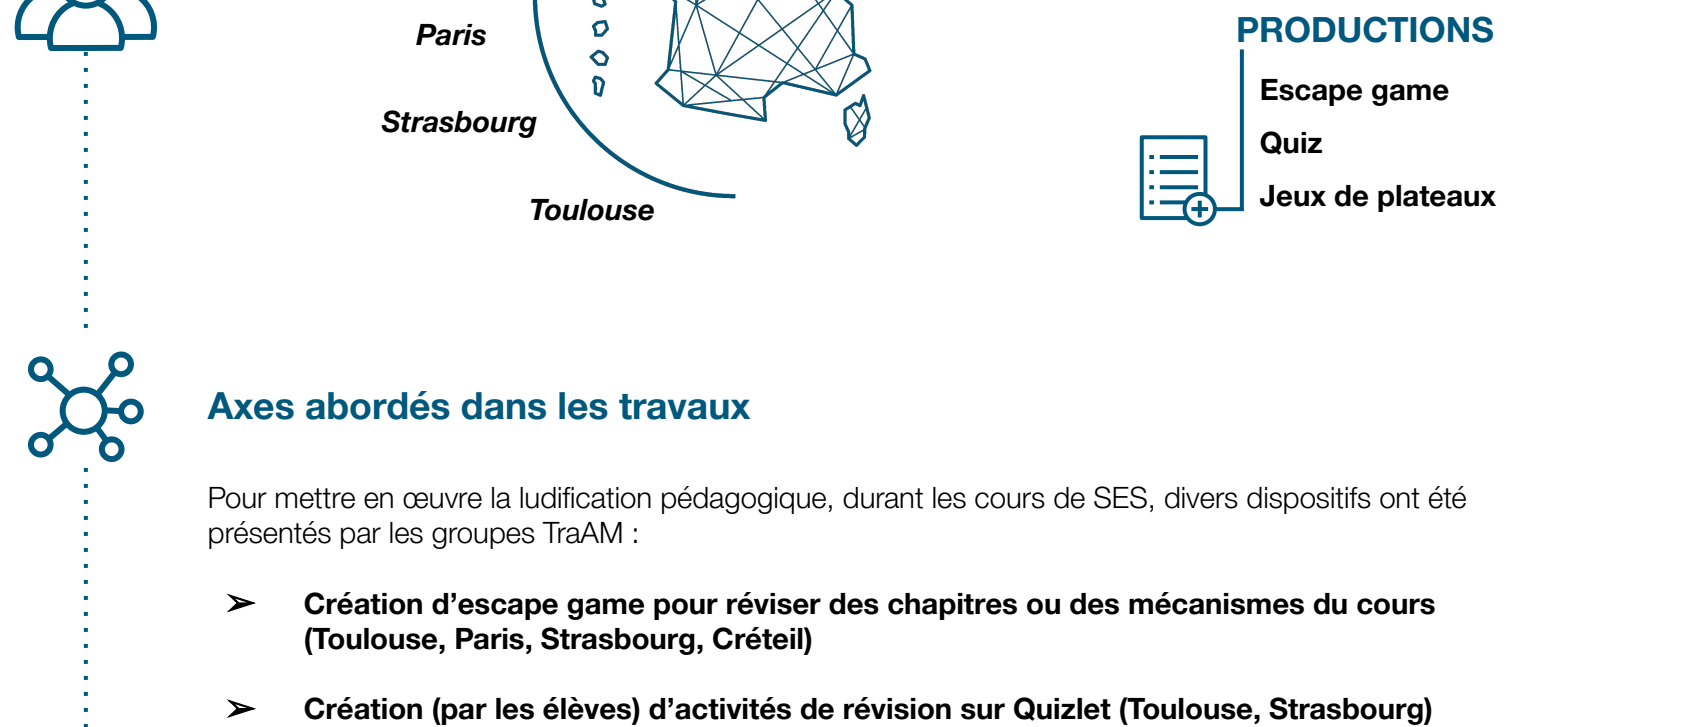 Paris
Strasbourg
Toulouse
PRODUCTIONS
Escape game
Quiz
Jeux de plateaux
Axes abordés dans les travaux
Pour mettre en œuvre la ludification pédagogique, durant les cours de SES, divers dispositifs ont été
présentés par les groupes TraAM :
➢ Création d’escape game pour réviser des chapitres ou des mécanismes du cours
(Toulouse, Paris, Strasbourg, Créteil)
➢ Création (par les élèves) d’activités de révision sur Quizlet (Toulouse, Strasbourg)